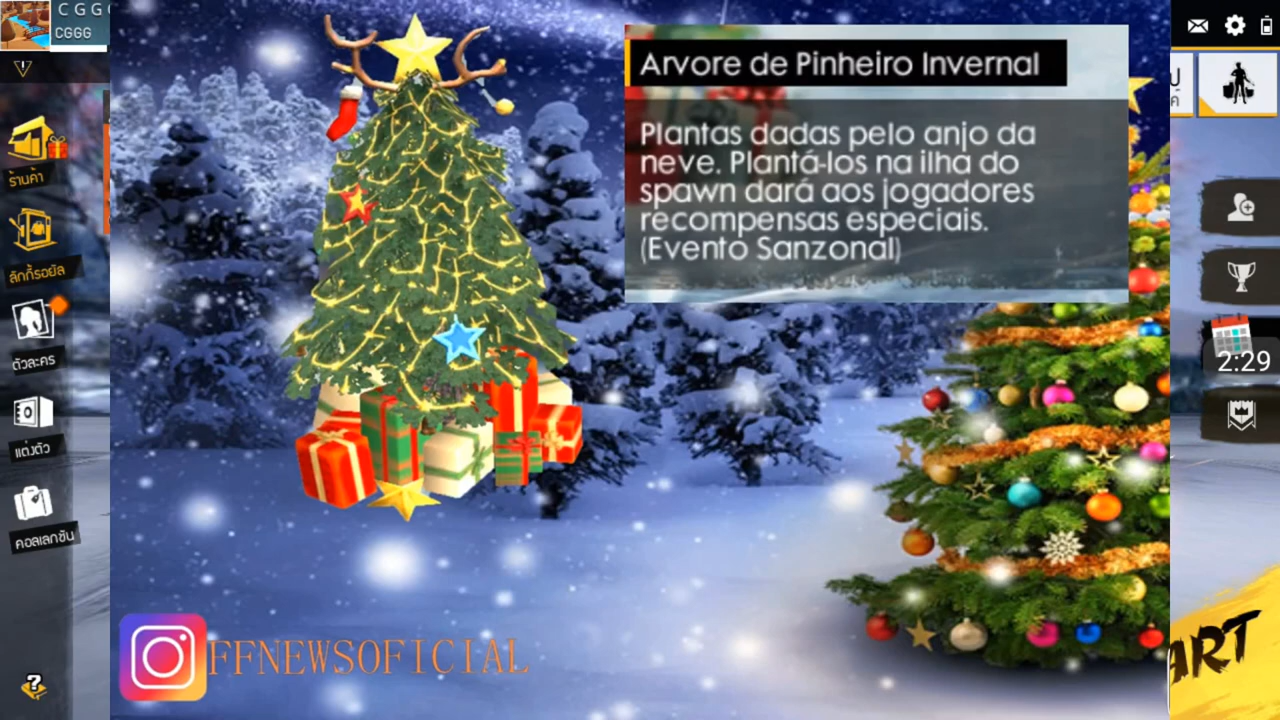 C G G
CGGG
ร้านค้า
ลักกี้รอยัล
ตัวละคร
แต่งตัว
คอลเลกชัน
Arvore de Pinheiro Invernal
Plantas dadas pelo anjo da
neve. Plantá-los na ilha do
spawn dará aos jogadores
recompensas especiais.
(Evento Sanzonal)
2:29
ART
FFNEWSOFICIAL